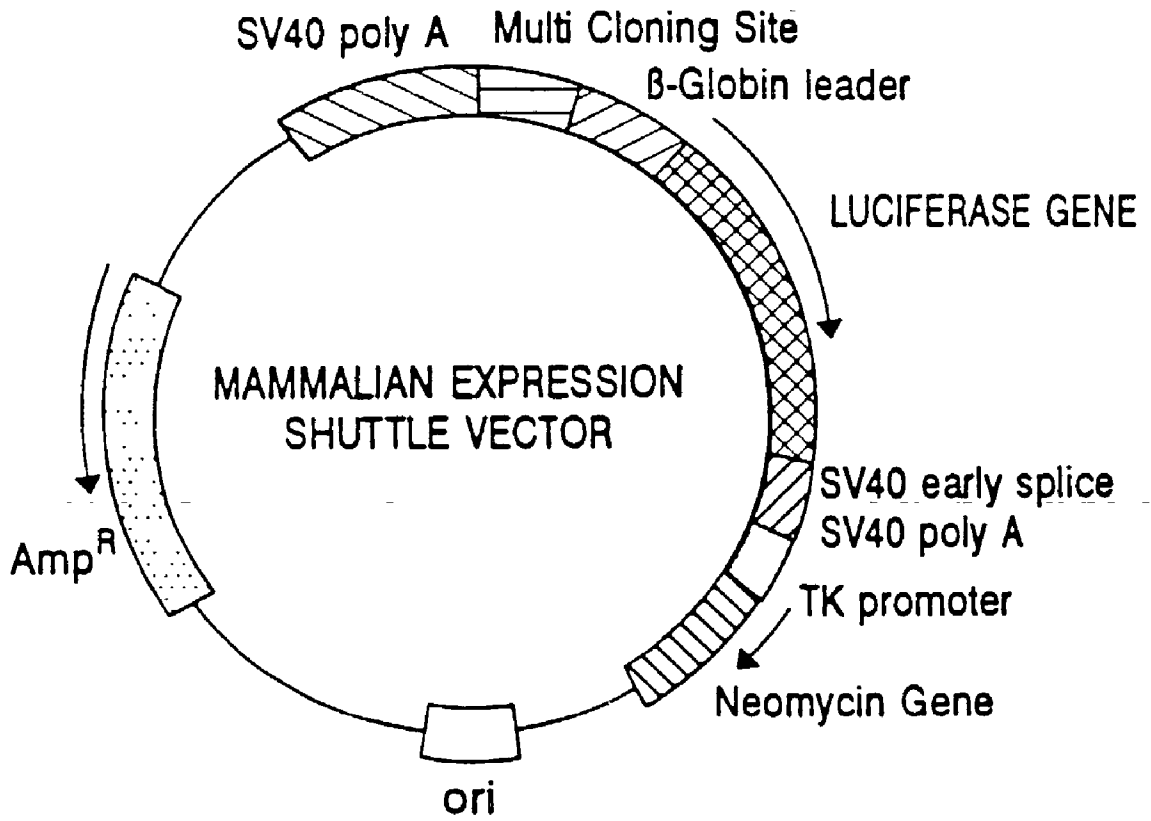 SV40 poly A
Multi Cloning Site
β-Globin leader
LUCIFERASE GENE
MAMMALIAN EXPRESSION
SHUTTLE VECTOR
SV40 early splice
SV40 poly A
Amp^R
TK promoter
Neomycin Gene
ori